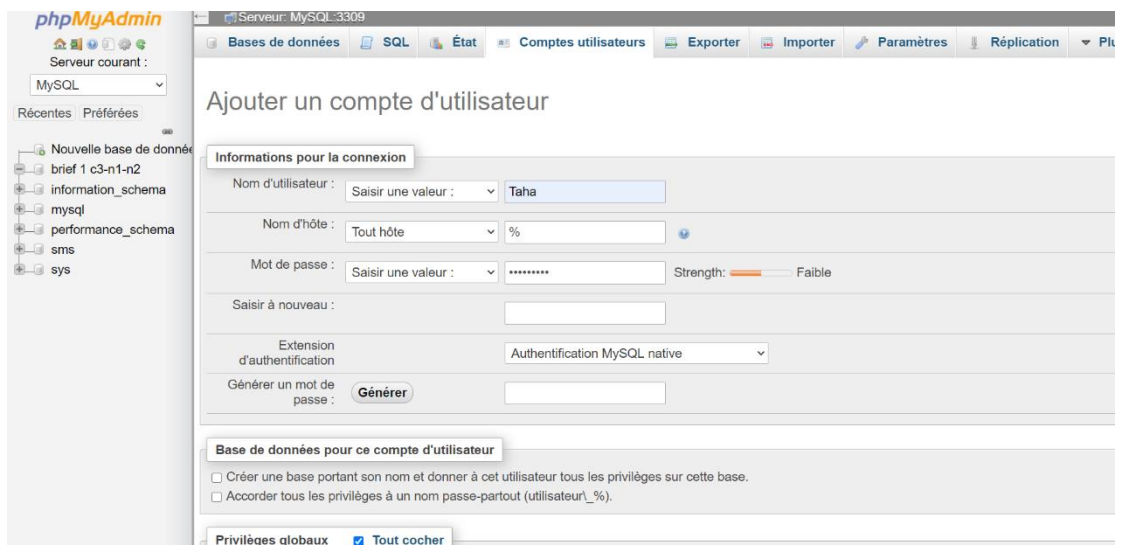 phpMyAdmin
Serveur courant :
MySQL
Récentes Préférées
Nouvelle base de donnée
brief 1 c3-n1-n2
information_schema
mysql
performance_schema
sms
sys
Serveur: MySQL:3309
Bases de données SQL État Comptes utilisateurs Exporter Importer Paramètres Réplication Plu
Ajouter un compte d'utilisateur
Informations pour la connexion
Nom d'utilisateur : Saisir une valeur : Taha
Nom d'hôte : Tout hôte %
Mot de passe : Saisir une valeur : ••••••••• Strength: Faible
Saisir à nouveau :
Extension
d'authentification
Authentification MySQL native
Générer un mot de
passe :
Générer
Base de données pour ce compte d'utilisateur
Créer une base portant son nom et donner à cet utilisateur tous les privilèges sur cette base.
Accorder tous les privilèges à un nom passe-partout (utilisateur\_%).
Privilèges globaux Tout cocher